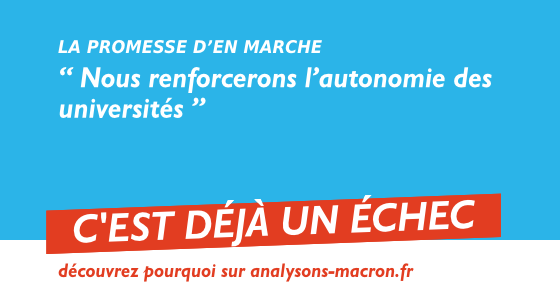 LA PROMESSE D’EN MARCHE
“ Nous renforcerons l’autonomie des
universités ”
C'EST DÉJÀ UN ÉCHEC
découvrez pourquoi sur analysons-macron.fr